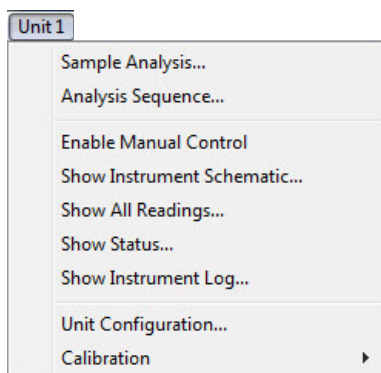 Unit 1
Sample Analysis...
Analysis Sequence...
Enable Manual Control
Show Instrument Schematic...
Show All Readings...
Show Status...
Show Instrument Log...
Unit Configuration...
Calibration